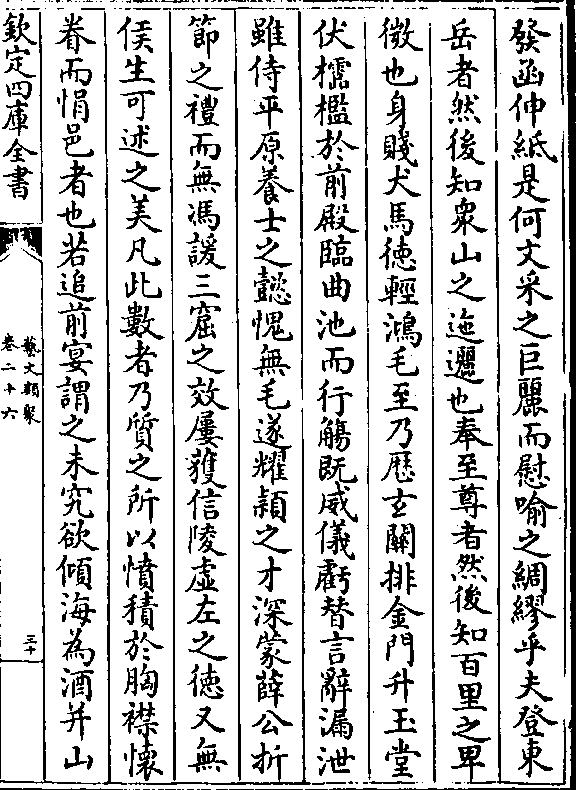 發函伸紙是何文采之巨麗而慰喻之綢繆乎夫登東
岳者然後知衆山之迤邐也奉至尊者然後知百里之卑
微也身賤犬馬徳輕鴻毛至乃歴𤣥闕排金門升玉堂
伏櫺檻於前殿臨曲池而行觴既威儀虧替言辭漏泄
雖侍平原養士之懿愧無毛遂耀穎之才深蒙薛公折
節之禮而無馮諼三窟之效屢獲信陵虛左之徳又無
侯生可述之美凡此數者乃質之所以憤積於胸襟懐
眷而悁邑者也若追前宴謂之未究欲傾海為酒并山
欽定四庫全書
藝文類聚
卷二十六
三十